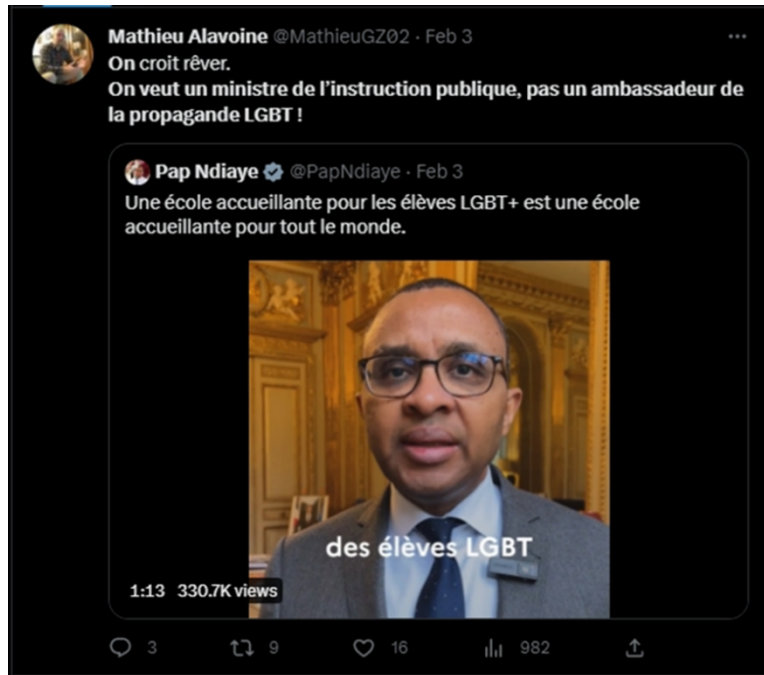 Mathieu Alavoine @MathieuGZ02 · Feb 3
On croit rêver.
On veut un ministre de l'instruction publique, pas un ambassadeur de
la propagande LGBT !
Pap Ndiaye @PapNdiaye · Feb 3
Une école accueillante pour les élèves LGBT+ est une école
accueillante pour tout le monde.
des élèves LGBT
1:13 330.7K views
3 9 16 982